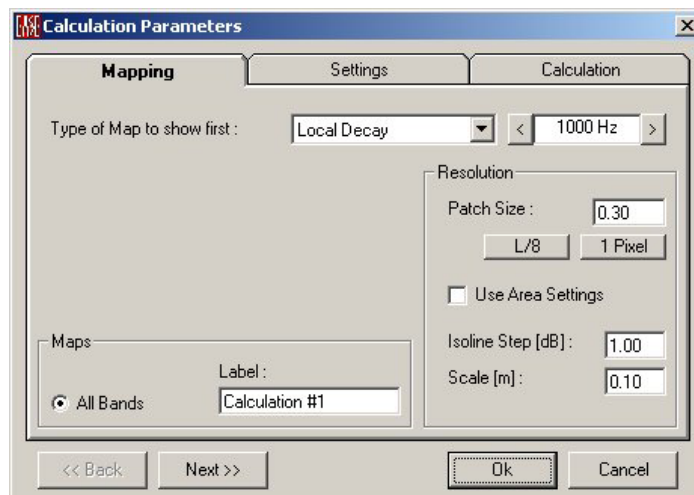 EASE Calculation Parameters
Mapping
Settings
Calculation
Type of Map to show first :
Local Decay
< 1000 Hz >
Resolution
Patch Size :
0.30
L/8
1 Pixel
Use Area Settings
Isoline Step [dB] :
1.00
Scale [m] :
0.10
Maps
Label :
All Bands
Calculation #1
<< Back
Next >>
Ok
Cancel